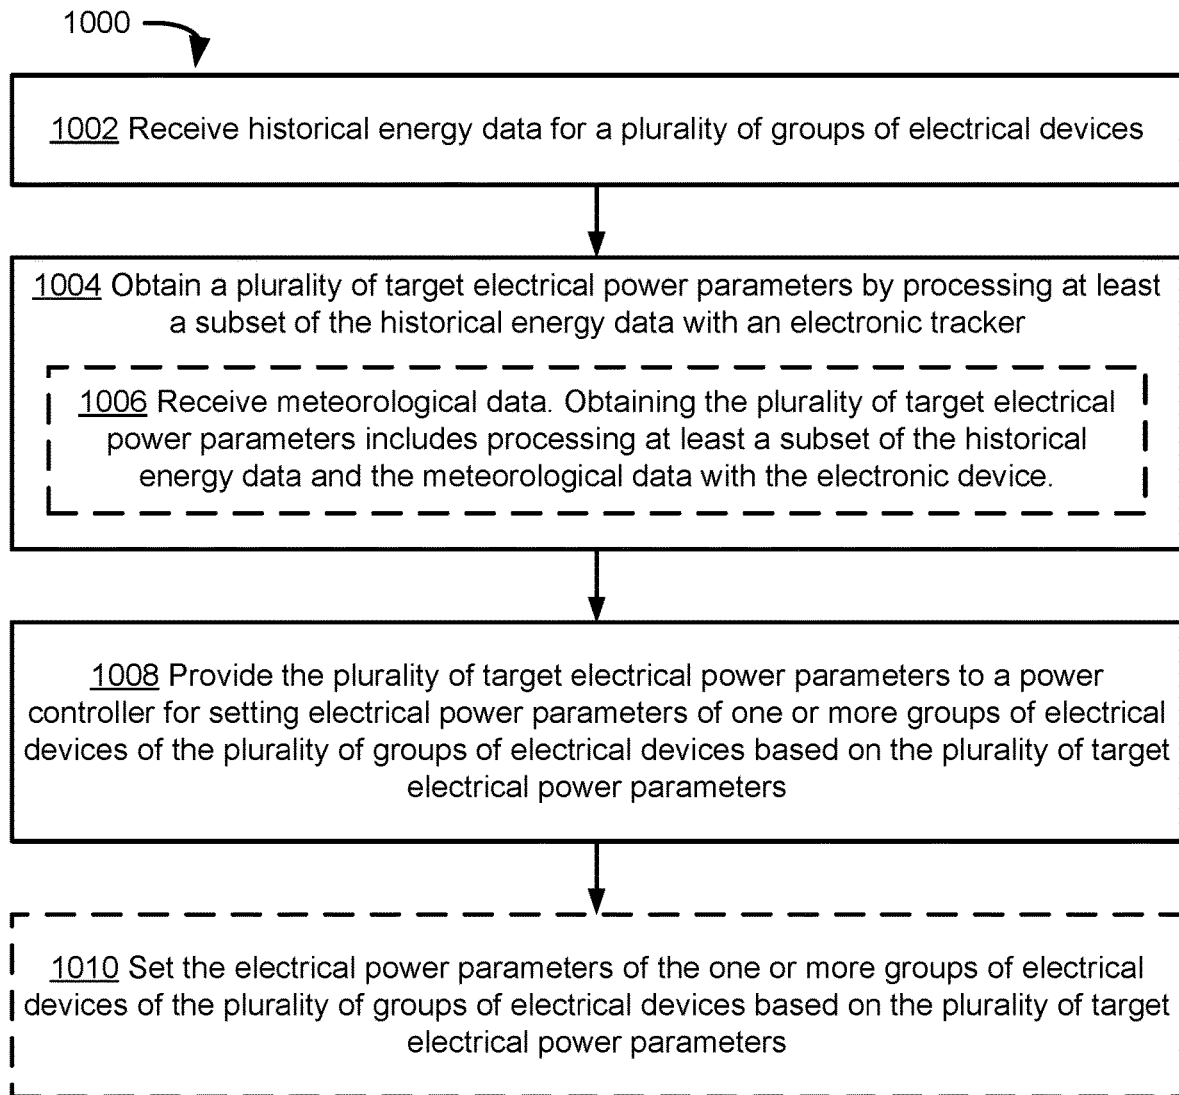 1000
1002 Receive historical energy data for a plurality of groups of electrical devices
1004 Obtain a plurality of target electrical power parameters by processing at least
a subset of the historical energy data with an electronic tracker
1006 Receive meteorological data. Obtaining the plurality of target electrical
power parameters includes processing at least a subset of the historical
energy data and the meteorological data with the electronic device.
1008 Provide the plurality of target electrical power parameters to a power
controller for setting electrical power parameters of one or more groups of electrical
devices of the plurality of groups of electrical devices based on the plurality of target
electrical power parameters
1010 Set the electrical power parameters of the one or more groups of electrical
devices of the plurality of groups of electrical devices based on the plurality of target
electrical power parameters